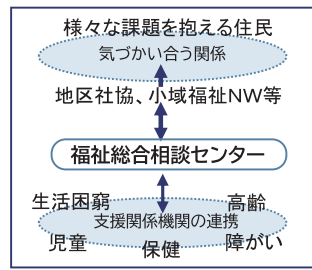 様々な課題を抱える住民
気づかい合う関係
地区社協、小域福祉NW等
福祉総合相談センター
生活困窮 高齢
支援関係機関の連携
児童 保健 障がい